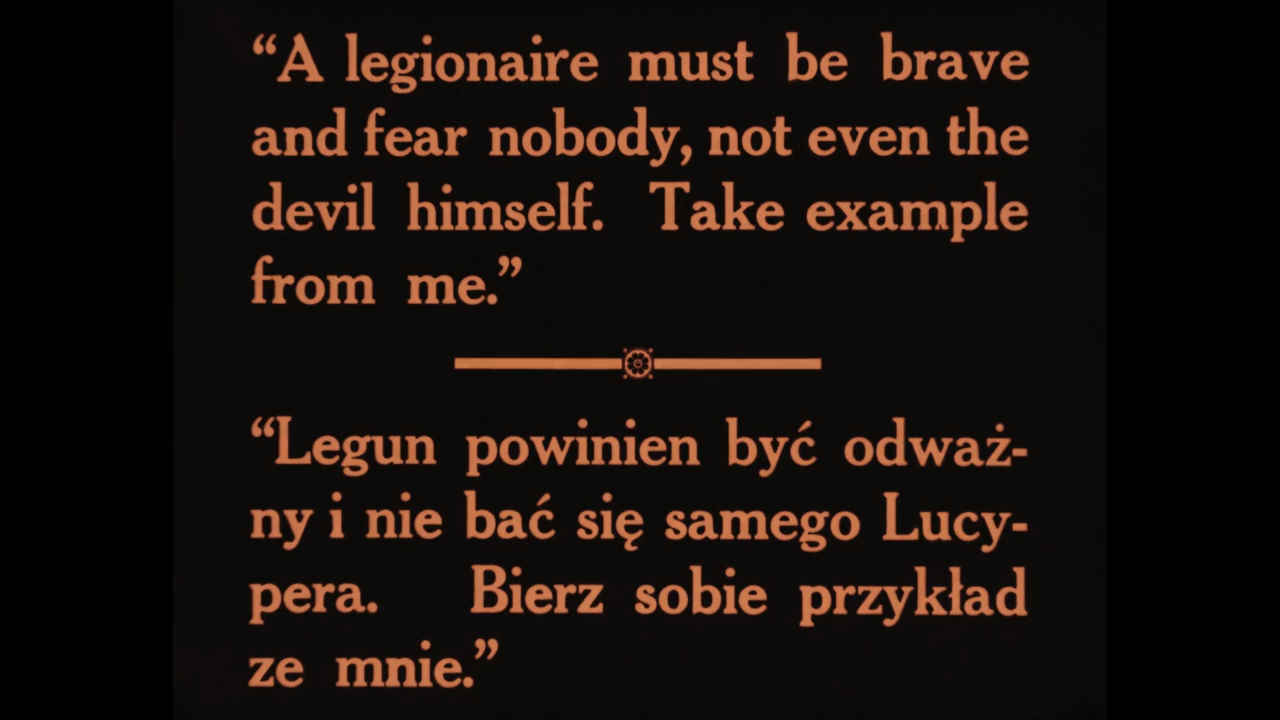 “A legionaire must be brave
and fear nobody, not even the
devil himself. Take example
from me.”
“Legun powinien być odważ-
ny i nie bać się samego Lucy-
pera. Bierz sobie przykład
ze mnie.”